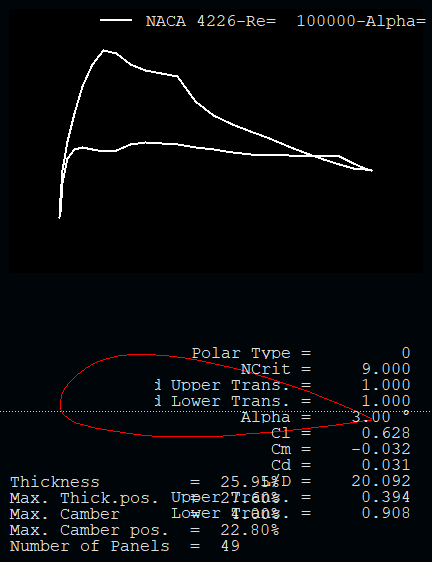 NACA 4226-Re= 100000-Alpha=
Polar Type = 0
NCrit = 9.000
Upper Trans. = 1.000
Lower Trans. = 1.000
Alpha = 3.00 °
Cl = 0.628
Cm = -0.032
Cd = 0.031
L/D = 20.092
Upper Trans. = 0.394
Lower Trans. = 0.908
Thickness = 25.95%
Max. Thick.pos. = 27.60%
Max. Camber = 4.00%
Max. Camber pos. = 22.80%
Number of Panels = 49